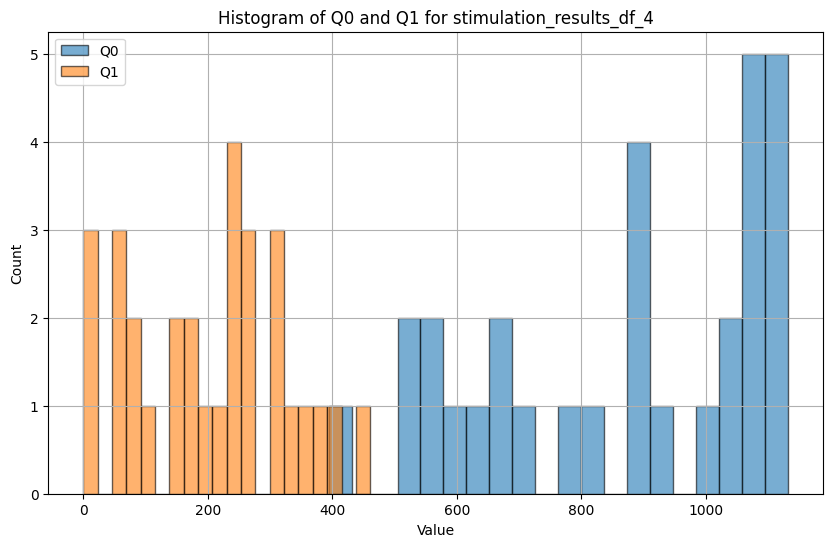 Histogram of Q0 and Q1 for stimulation_results_df_4
Q0
Q1
5
4
3
2
1
0
Count
0 200 400 600 800 1000
Value